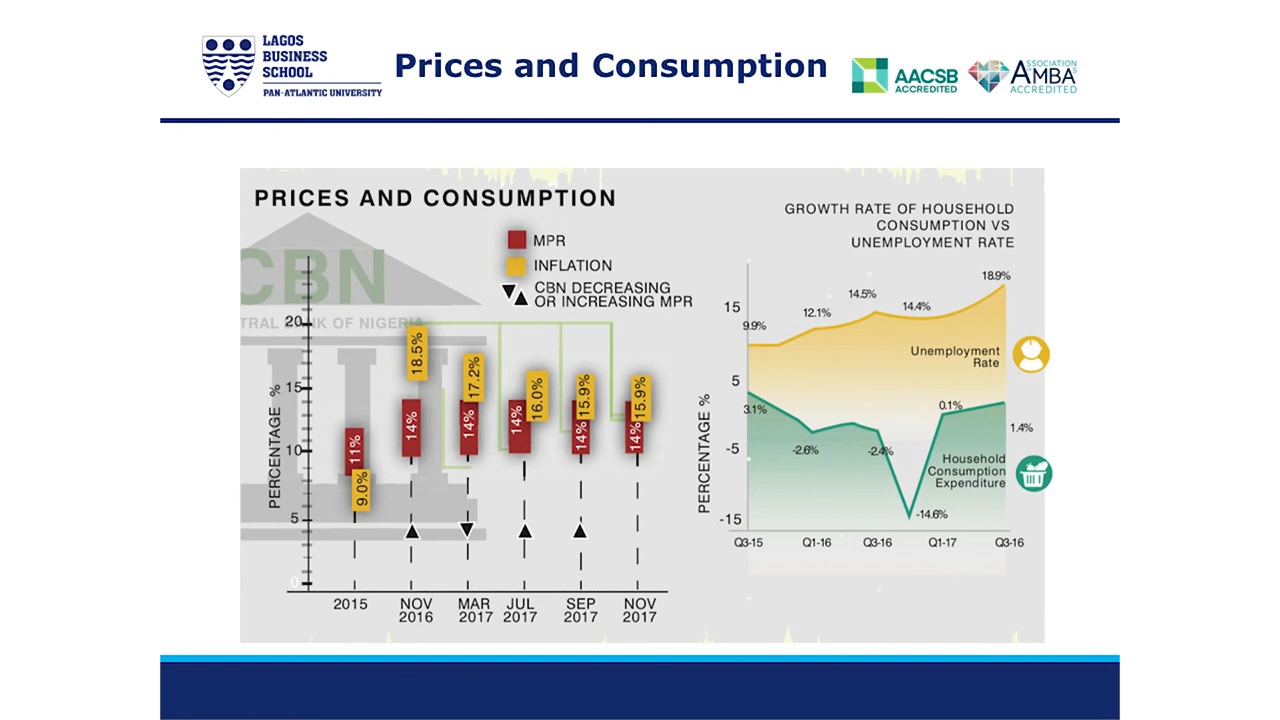 LAGOS
BUSINESS
SCHOOL
PAN-ATLANTIC UNIVERSITY
Prices and Consumption
AACSB
ACCREDITED
ASSOCIATION
AMBAS
ACCREDITED
PRICES AND CONSUMPTION
MPR
INFLATION
CBN DECREASING
OR INCREASING MPR
CBN
TRAL BANK OF NIGERIA
PERCENTAGE %
20
15
10
5
0
11%
9.0%
14%
18.5%
14%
17.2%
14%
16.0%
14%
15.9%
14%
15.9%
2015
NOV
2016
MAR
2017
JUL
2017
SEP
2017
NOV
2017
GROWTH RATE OF HOUSEHOLD
CONSUMPTION VS
UNEMPLOYMENT RATE
PERCENTAGE %
15
5
-5
-15
9.9%
12.1%
14.5%
14.4%
18.9%
Unemployment
Rate
3.1%
-2.6%
-2.4%
-14.6%
0.1%
1.4%
Household
Consumption
Expenditure
Q3-15
Q1-16
Q3-16
Q1-17
Q3-16